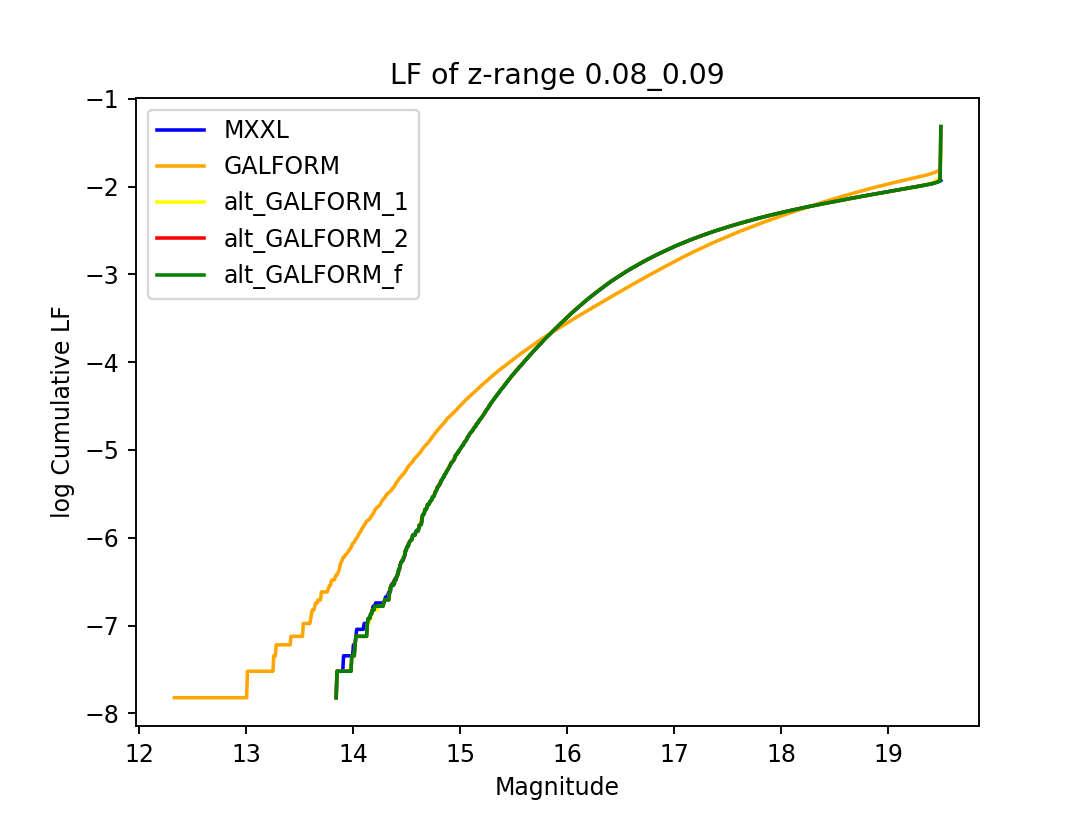 LF of z-range 0.08_0.09
−1
−2
−3
−4
−5
−6
−7
−8
log Cumulative LF
MXXL
GALFORM
alt_GALFORM_1
alt_GALFORM_2
alt_GALFORM_f
12 13 14 15 16 17 18 19
Magnitude